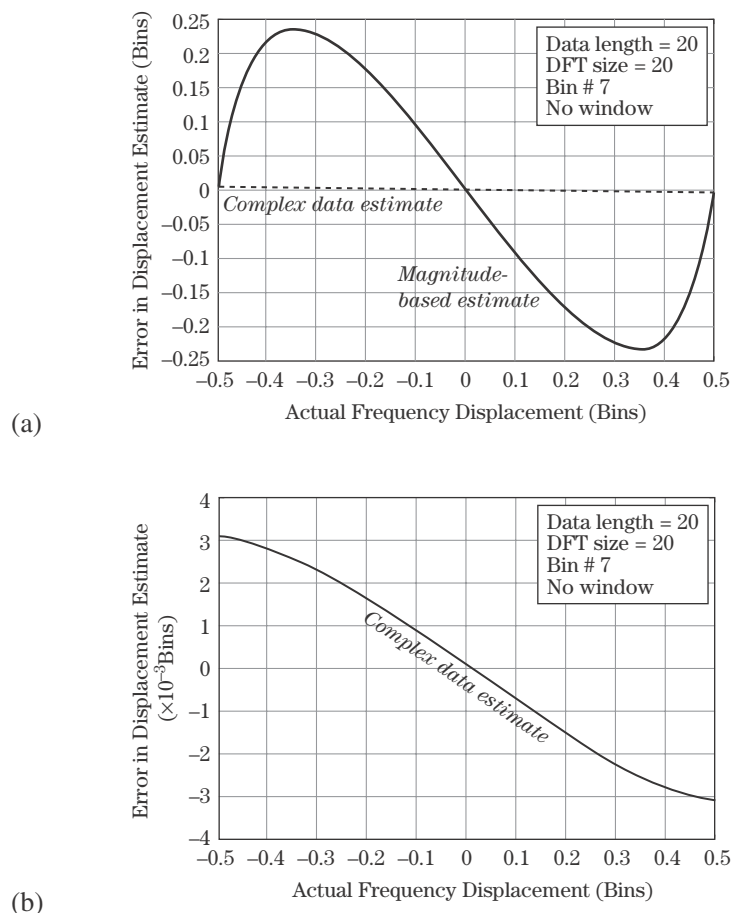 0.25
0.2
0.15
0.1
0.05
0
–0.05
–0.1
–0.15
–0.2
–0.25
Error in Displacement Estimate (Bins)
Data length = 20
DFT size = 20
Bin # 7
No window
Complex data estimate
Magnitude-
based estimate
–0.5 –0.4 –0.3 –0.2 –0.1 0 0.1 0.2 0.3 0.4 0.5
Actual Frequency Displacement (Bins)
(a)
4
3
2
1
0
–1
–2
–3
–4
Error in Displacement Estimate
(×10⁻³Bins)
Data length = 20
DFT size = 20
Bin # 7
No window
Complex data estimate
–0.5 –0.4 –0.3 –0.2 –0.1 0 0.1 0.2 0.3 0.4 0.5
Actual Frequency Displacement (Bins)
(b)